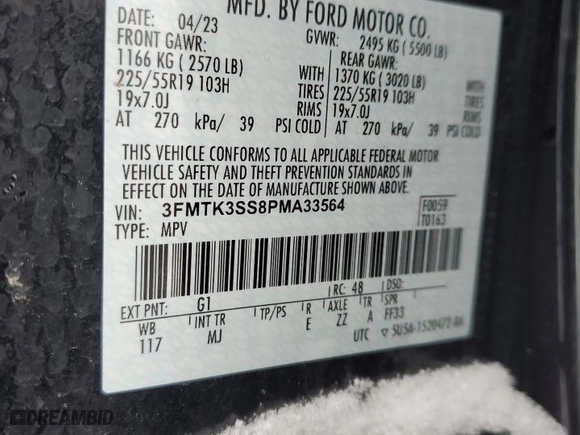 MFD. BY FORD MOTOR CO.
DATE: 04/23 GVWR: 2495 KG ( 5500 LB)
FRONT GAWR: REAR GAWR:
1166 KG ( 2570 LB) WITH 1370 KG ( 3020 LB) WITH
225/55R19 103H TIRES 225/55R19 103H TIRES
19x7.0J RIMS 19x7.0J RIMS
AT 270 kPa/ 39 PSI COLD AT 270 kPa/ 39 PSI COLD
THIS VEHICLE CONFORMS TO ALL APPLICABLE FEDERAL MOTOR
VEHICLE SAFETY AND THEFT PREVENTION STANDARDS IN
EFFECT ON THE DATE OF MANUFACTURE SHOWN ABOVE.
VIN: 3FMTK3SS8PMA33564 F0059
TYPE: MPV T0163
EXT PNT: G1 RC: 48 DSO:
WB INT TR TP/PS R AXLE TR SPR
117 MJ E ZZ A FF33
UTC
DREAMBID